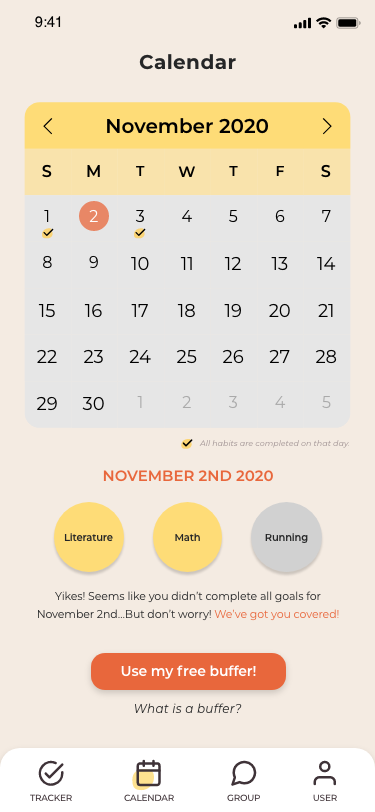 9:41
Calendar
November 2020
S M T W T F S
1 2 3 4 5 6 7
8 9 10 11 12 13 14
15 16 17 18 19 20 21
22 23 24 25 26 27 28
29 30 1 2 3 4 5
All habits are completed on that day.
NOVEMBER 2ND 2020
Literature Math Running
Yikes! Seems like you didn't complete all goals for
November 2nd...But don't worry! We've got you covered!
Use my free buffer!
What is a buffer?
TRACKER CALENDAR GROUP USER